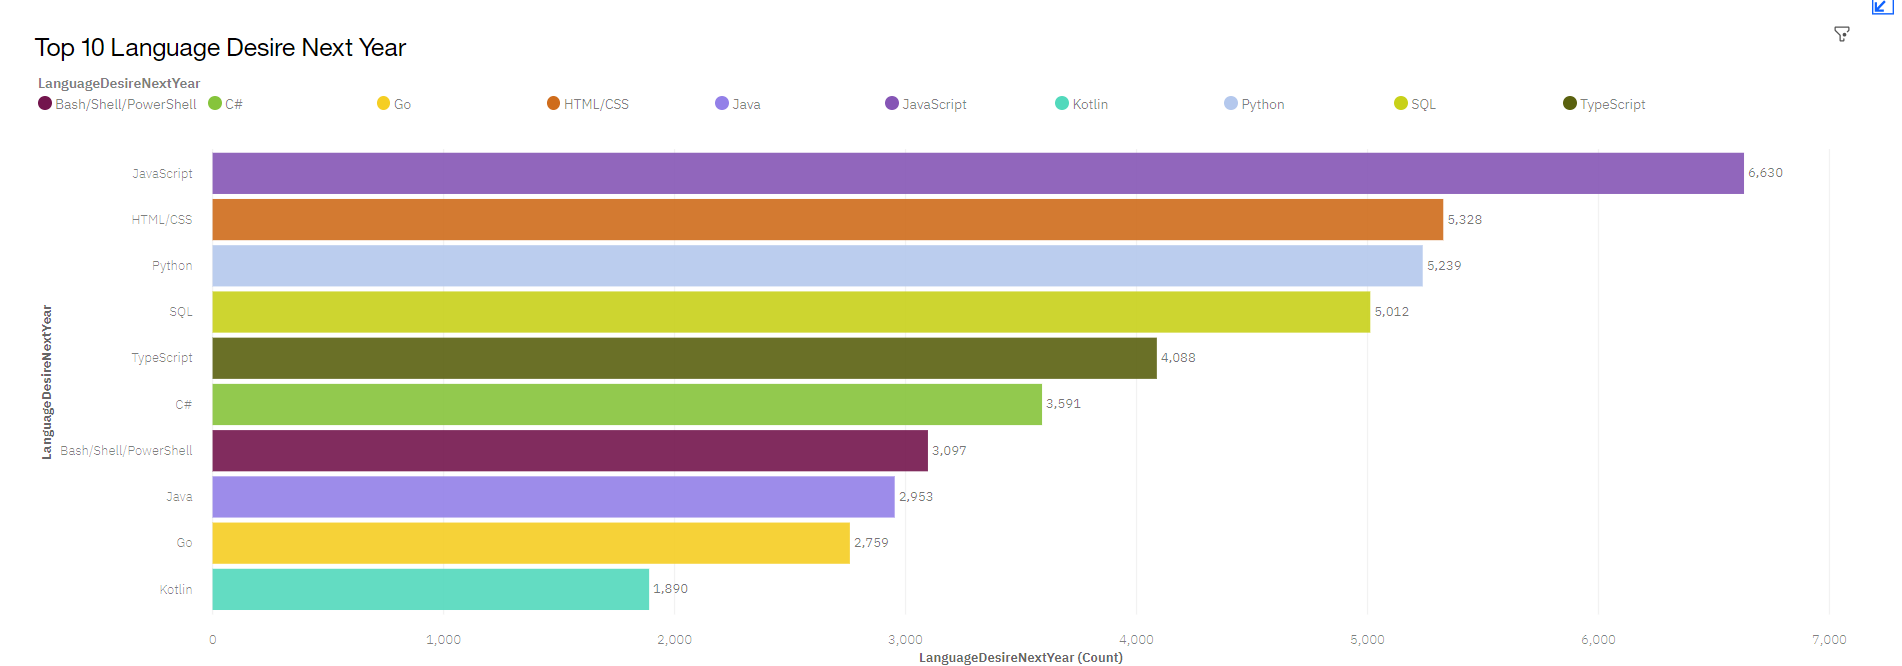 Top 10 Language Desire Next Year
LanguageDesireNextYear
Bash/Shell/PowerShell C# Go HTML/CSS Java JavaScript Kotlin Python SQL TypeScript
LanguageDesireNextYear
JavaScript 6,630
HTML/CSS 5,328
Python 5,239
SQL 5,012
TypeScript 4,088
C# 3,591
Bash/Shell/PowerShell 3,097
Java 2,953
Go 2,759
Kotlin 1,890
0 1,000 2,000 3,000 4,000 5,000 6,000 7,000
LanguageDesireNextYear (Count)